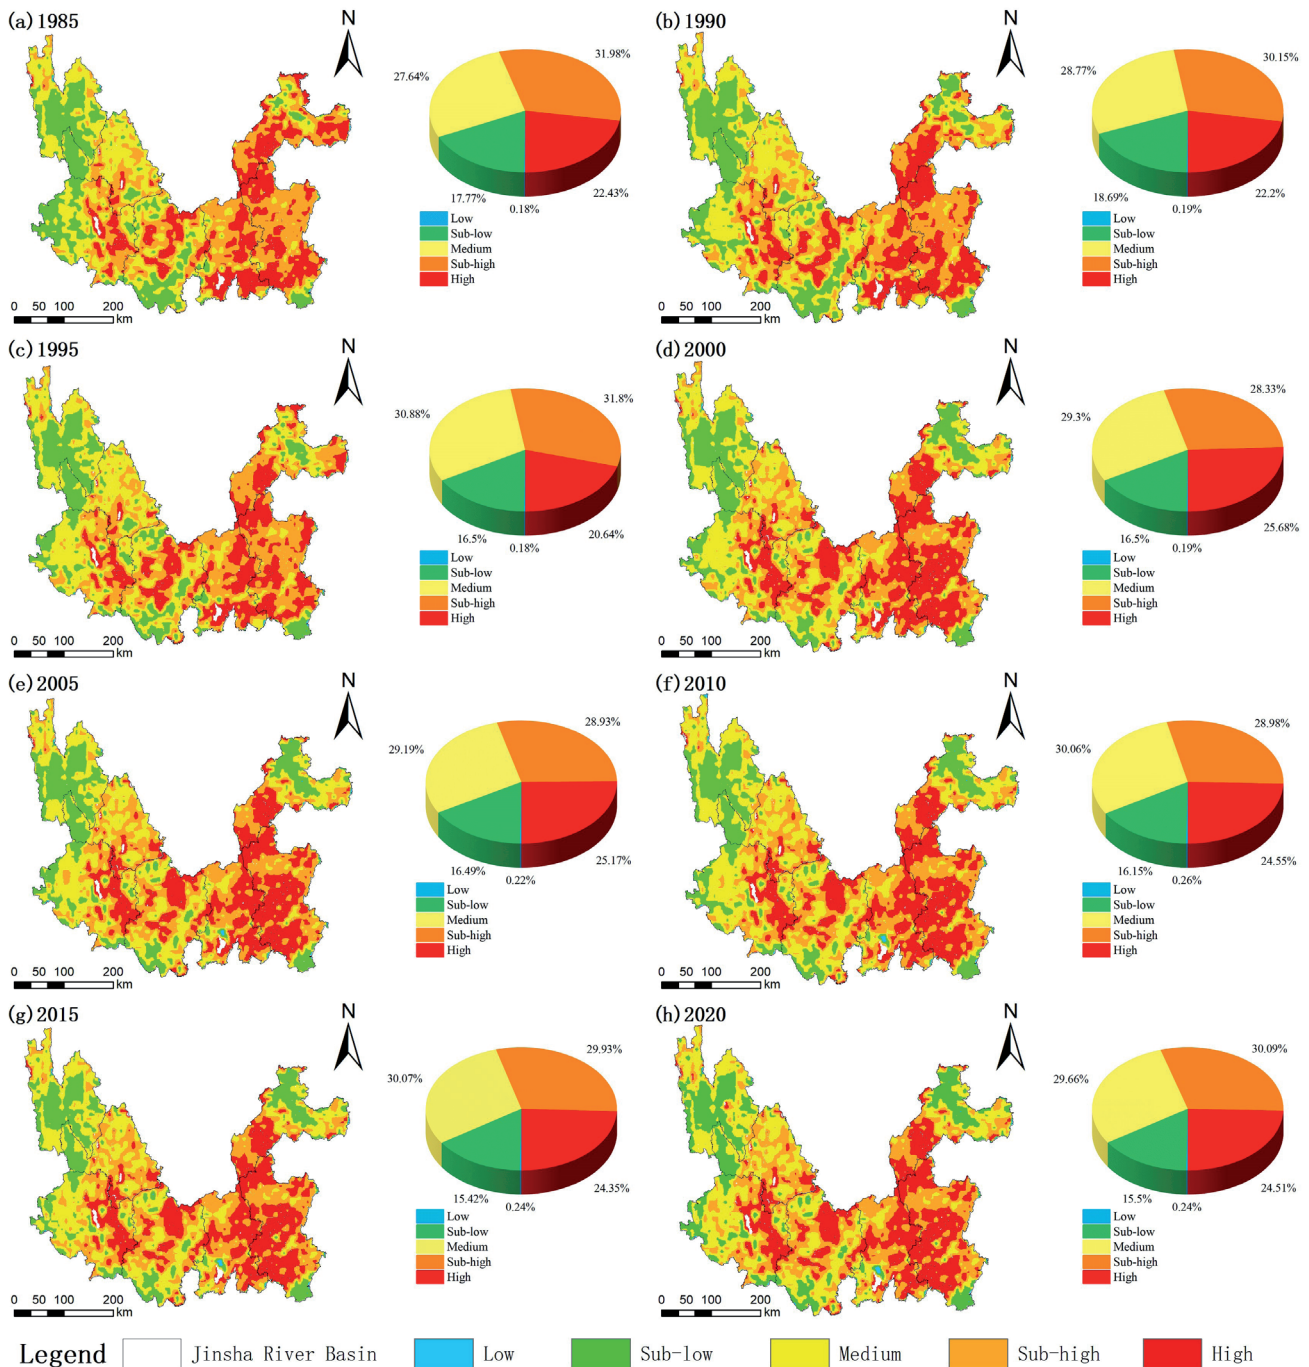 (a) 1985
N
31.98%
27.64%
22.43%
17.77%
0.18%
Low
Sub-low
Medium
Sub-high
High
0 50 100 200
km
(b) 1990
N
30.15%
28.77%
22.2%
18.69%
0.19%
Low
Sub-low
Medium
Sub-high
High
0 50 100 200
km
(c) 1995
N
31.8%
30.88%
20.64%
16.5%
0.18%
Low
Sub-low
Medium
Sub-high
High
0 50 100 200
km
(d) 2000
N
28.33%
29.3%
25.68%
16.5%
0.19%
Low
Sub-low
Medium
Sub-high
High
0 50 100 200
km
(e) 2005
N
28.93%
29.19%
25.17%
16.49%
0.22%
Low
Sub-low
Medium
Sub-high
High
0 50 100 200
km
(f) 2010
N
28.98%
30.06%
24.55%
16.15%
0.26%
Low
Sub-low
Medium
Sub-high
High
0 50 100 200
km
(g) 2015
N
29.93%
30.07%
24.35%
15.42%
0.24%
Low
Sub-low
Medium
Sub-high
High
0 50 100 200
km
(h) 2020
N
30.09%
29.66%
24.51%
15.5%
0.24%
Low
Sub-low
Medium
Sub-high
High
0 50 100 200
km
Legend Jinsha River Basin Low Sub-low Medium Sub-high High